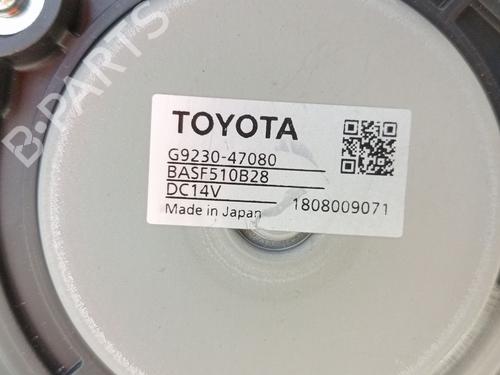 B-PARTS
TOYOTA
G9230-47080
BASF510B28
DC14V
Made in Japan 1808009071